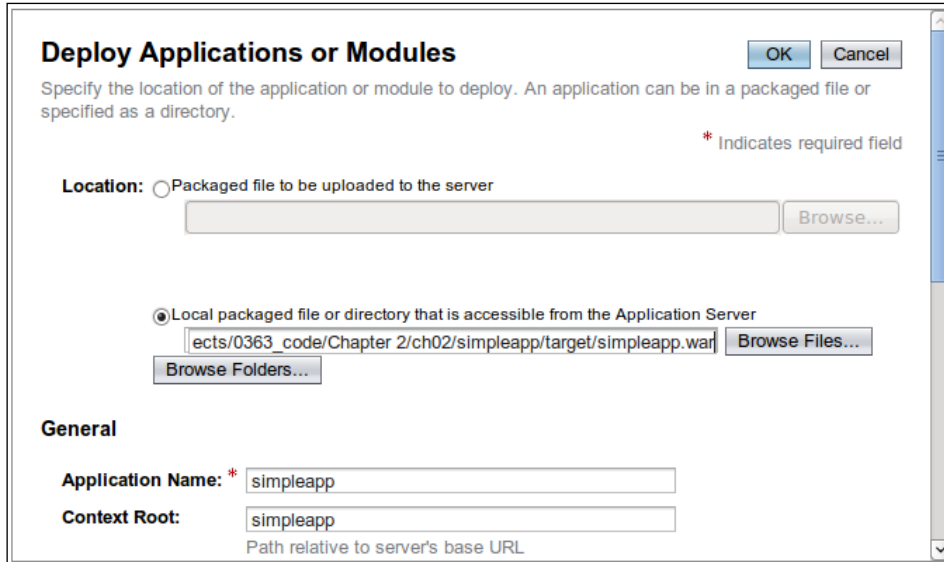 Deploy Applications or Modules
OK
Cancel
Specify the location of the application or module to deploy. An application can be in a packaged file or
specified as a directory.
* Indicates required field
Location:
Packaged file to be uploaded to the server
Browse...
Local packaged file or directory that is accessible from the Application Server
ects/0363_code/Chapter 2/ch02/simpleapp/target/simpleapp.war
Browse Files...
Browse Folders...
General
Application Name: *
simpleapp
Context Root:
simpleapp
Path relative to server's base URL